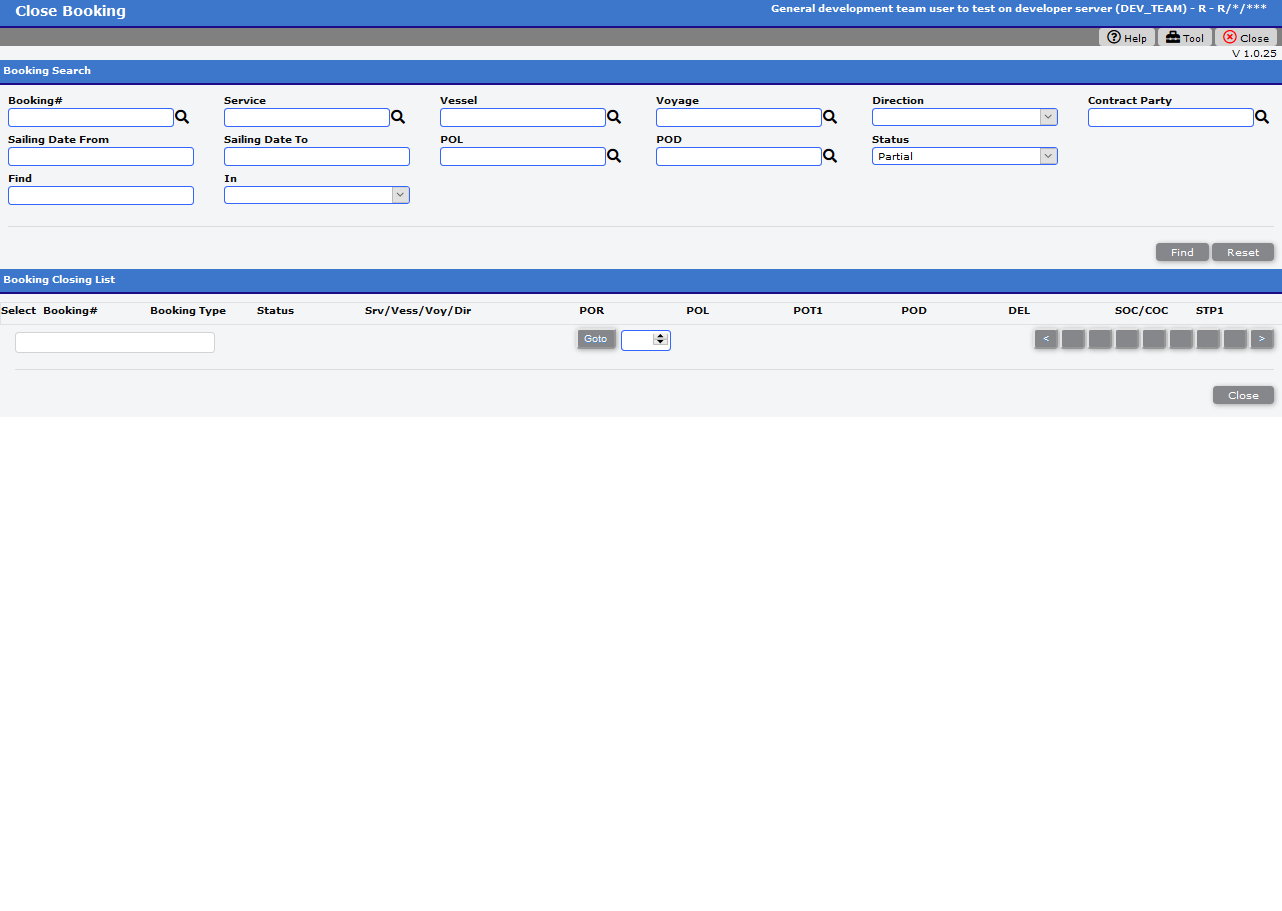 Close Booking
General development team user to test on developer server (DEV_TEAM) - R - R/*/***
Help Tool Close
V 1.0.25
Booking Search
Booking# Service Vessel Voyage Direction Contract Party
Sailing Date From Sailing Date To POL POD Status
Partial
Find In
Find Reset
Booking Closing List
Select Booking# Booking Type Status Srv/Vess/Voy/Dir POR POL POT1 POD DEL SOC/COC STP1
Goto < >
Close